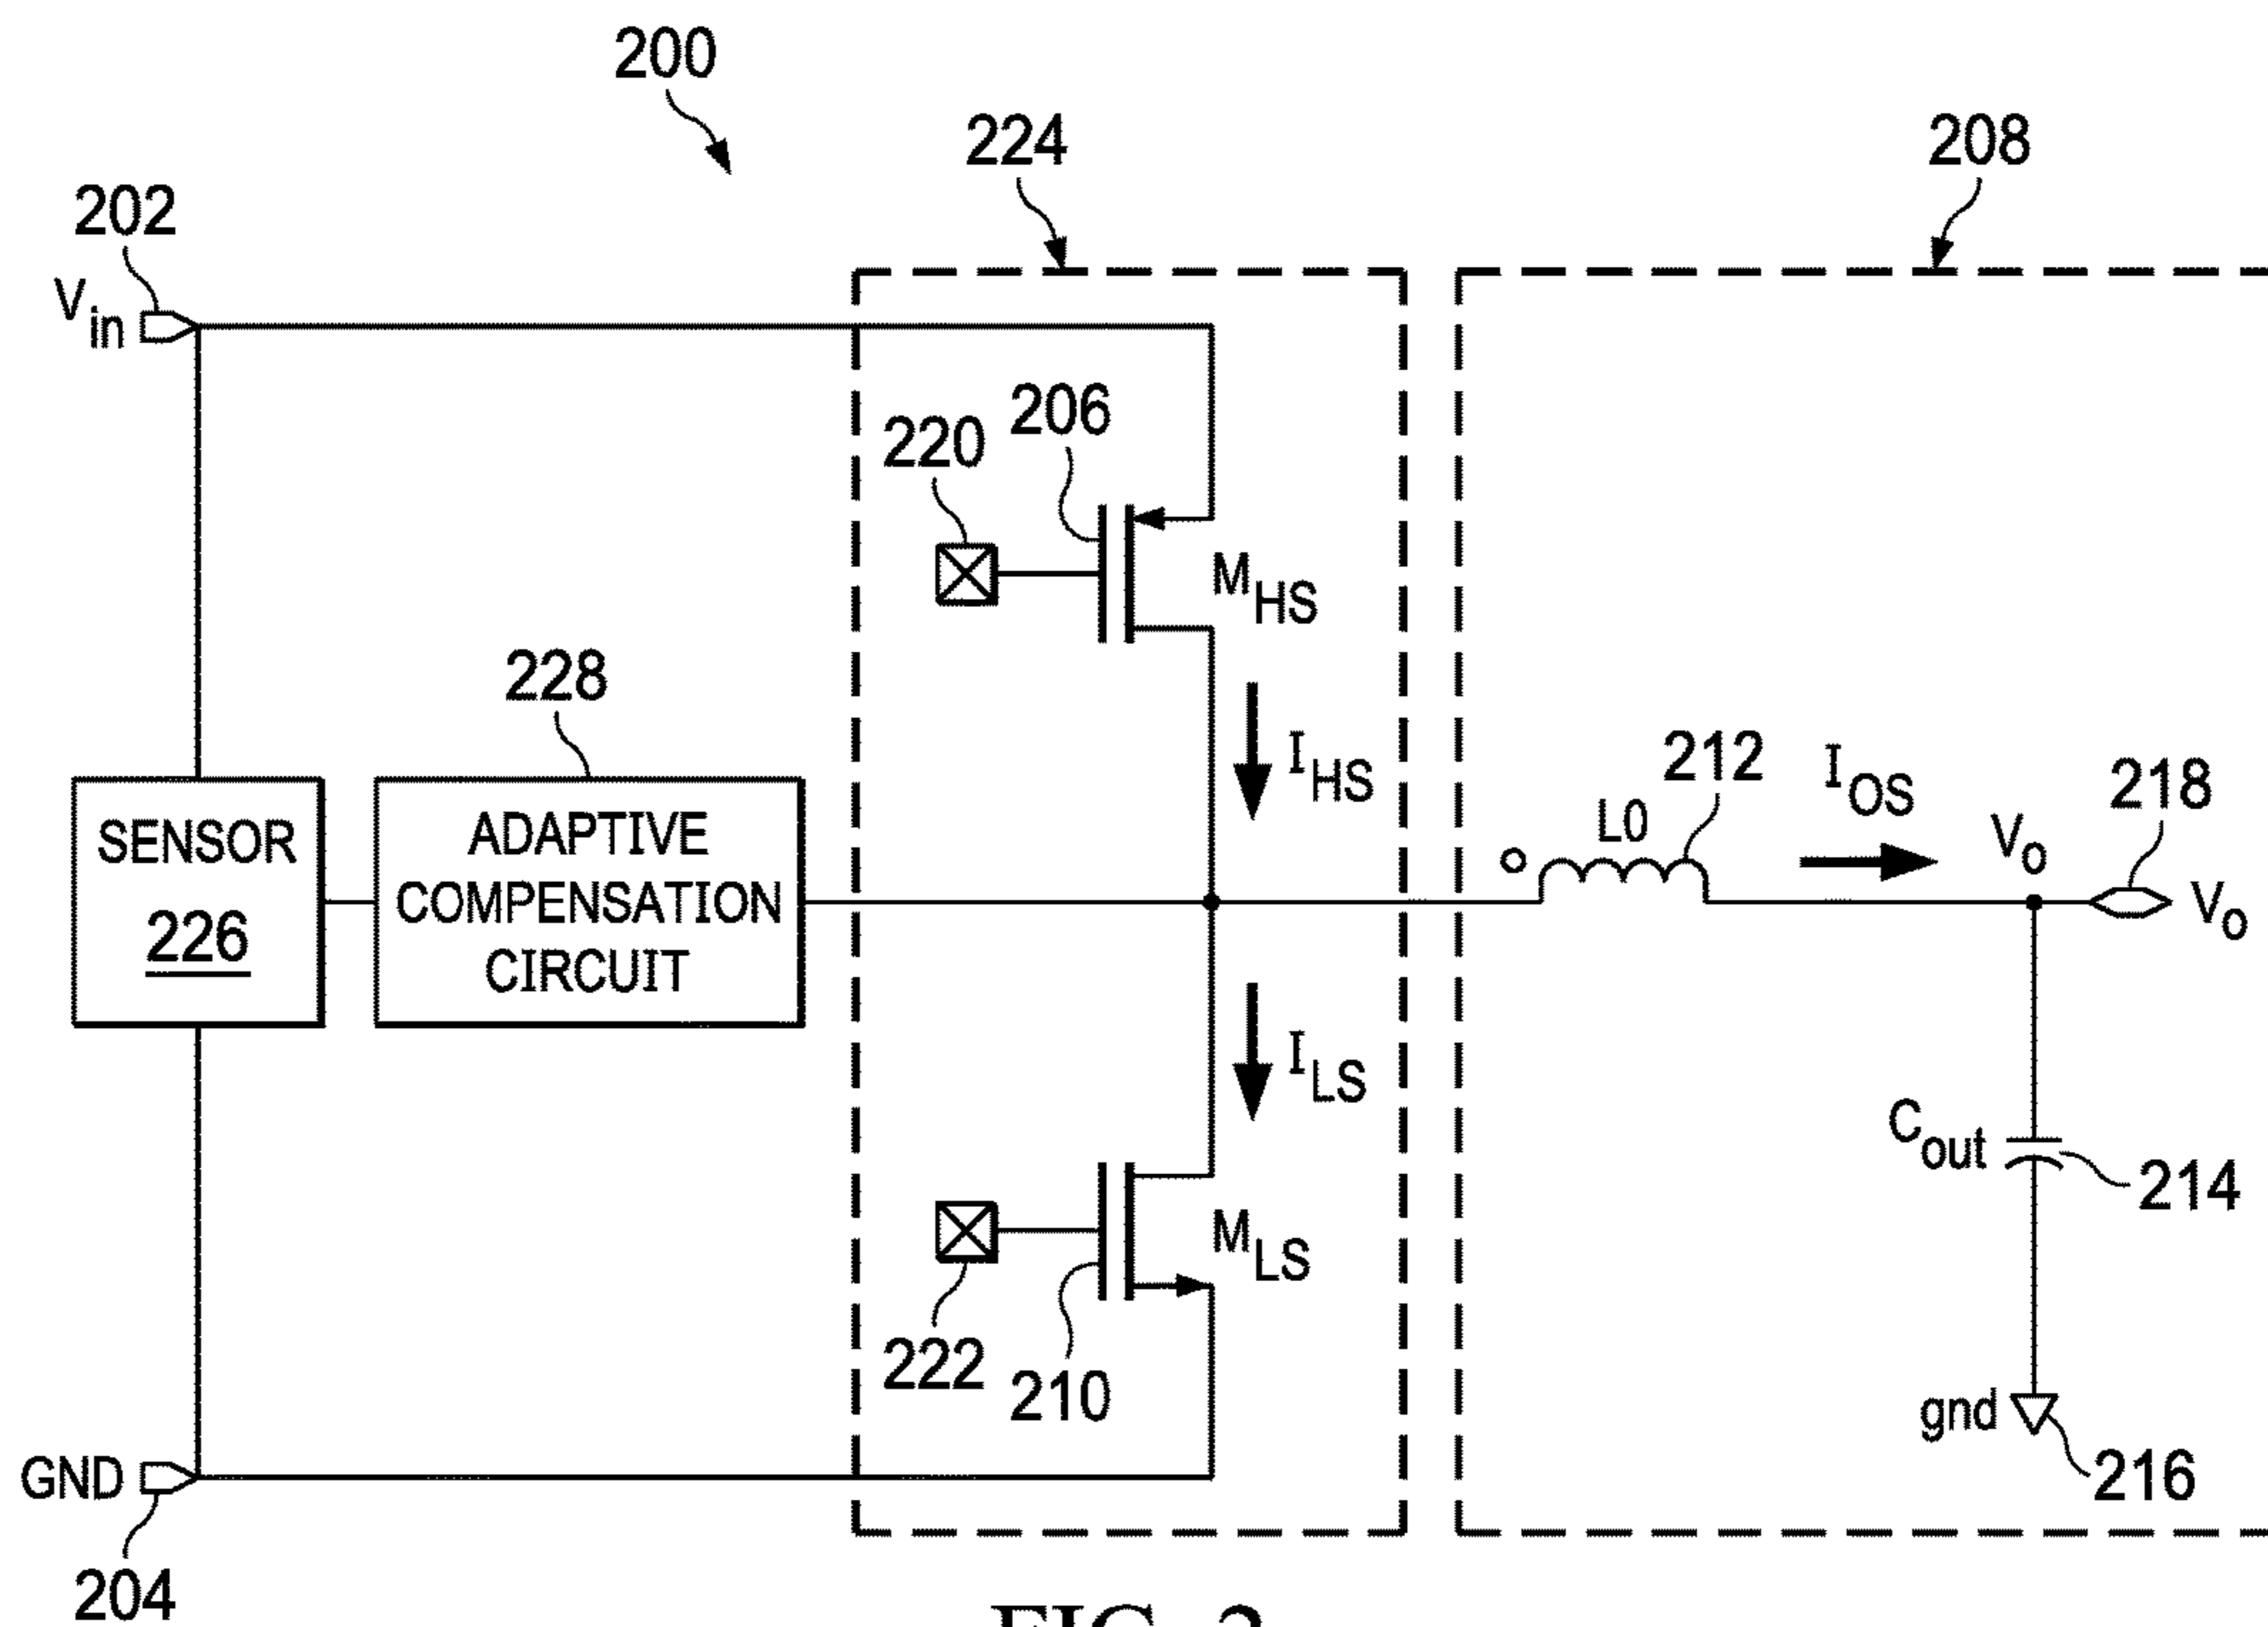 200
224
208
202
Vin
206
220
MHS
228
IHS
212
IOS
218
L0
Vo
Vo
SENSOR
226
ADAPTIVE
COMPENSATION
CIRCUIT
ILS
Cout
214
MLS
222
210
gnd
216
GND
204